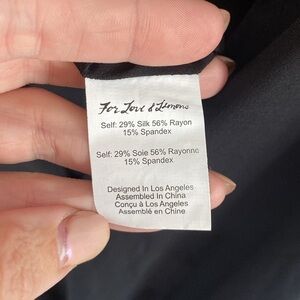 For Love & Lemons
Self: 29% Silk 56% Rayon
15% Spandex
Self: 29% Soie 56% Rayonne
15% Spandex
Designed In Los Angeles
Assembled In China
Conçu à Los Angeles
Assemblé en Chine